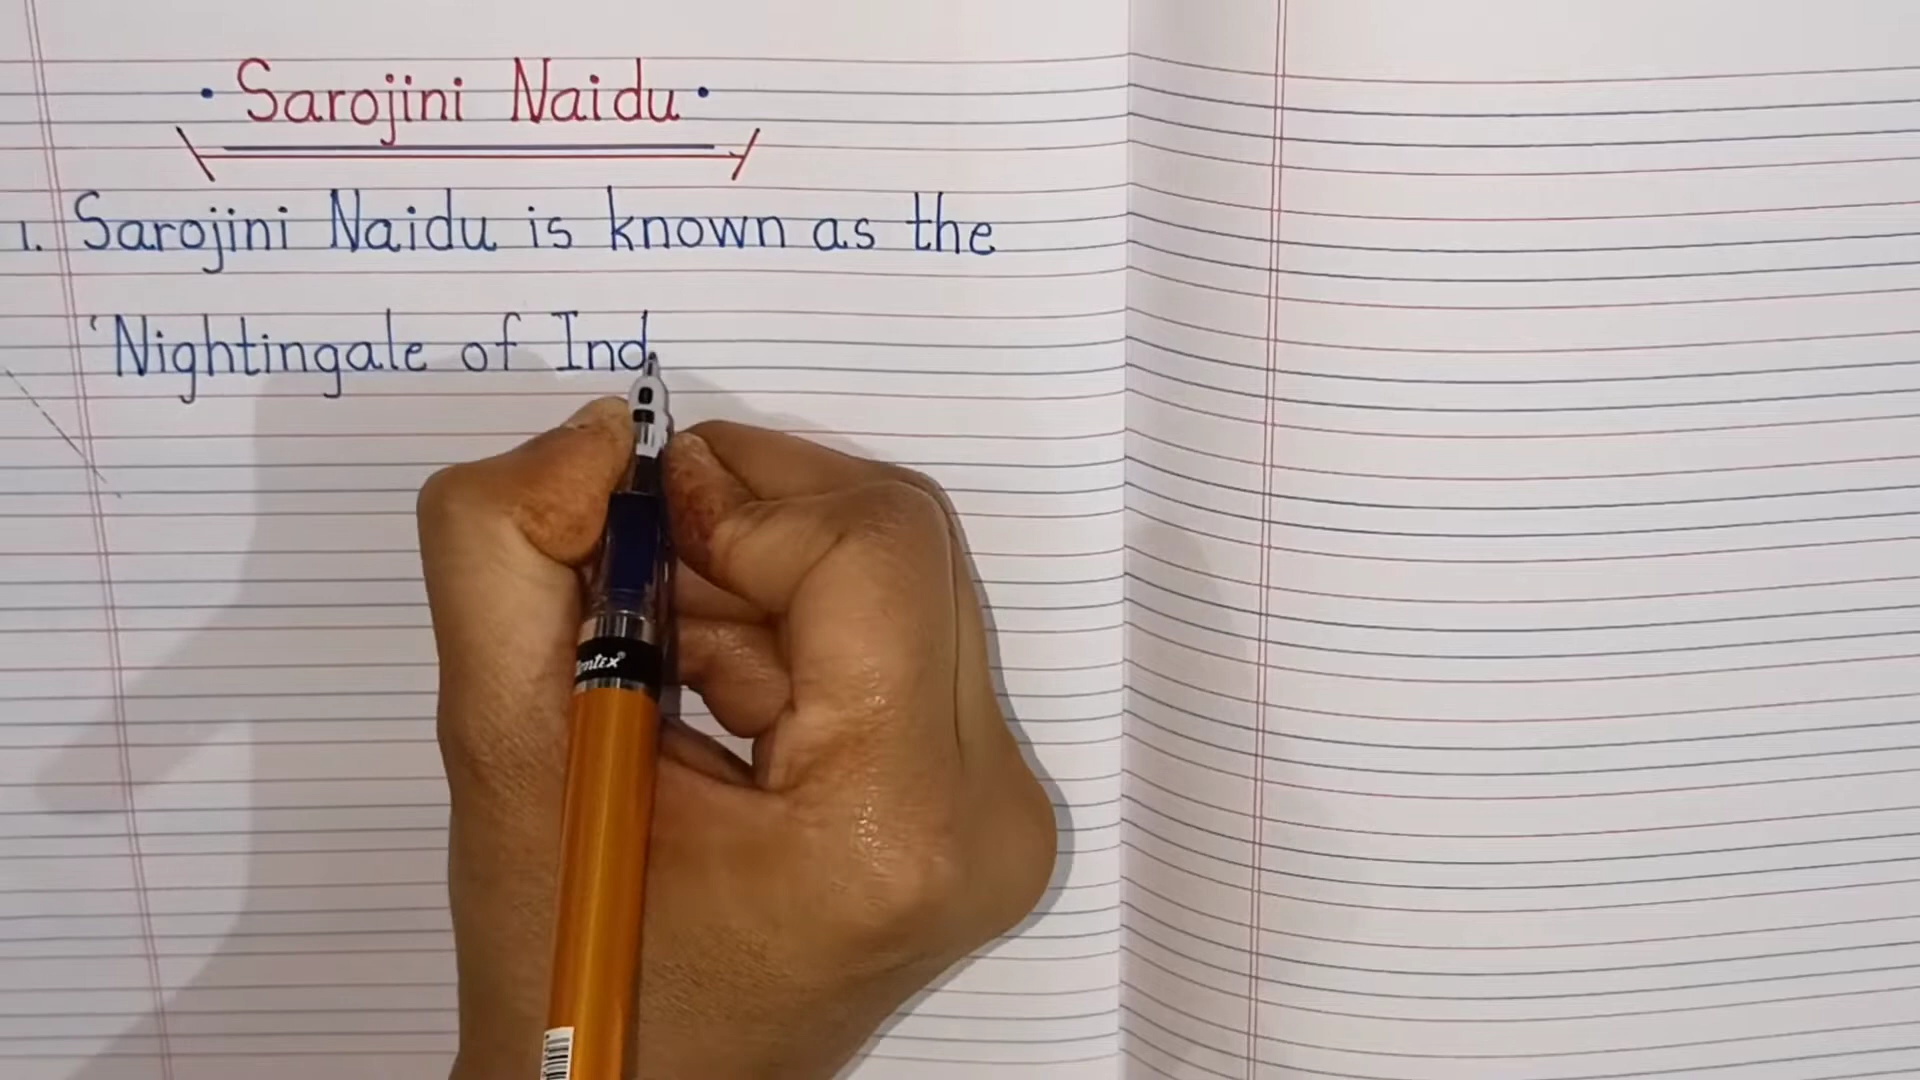 · Sarojini Naidu ·
1. Sarojini Naidu is known as the
‘Nightingale of Ind